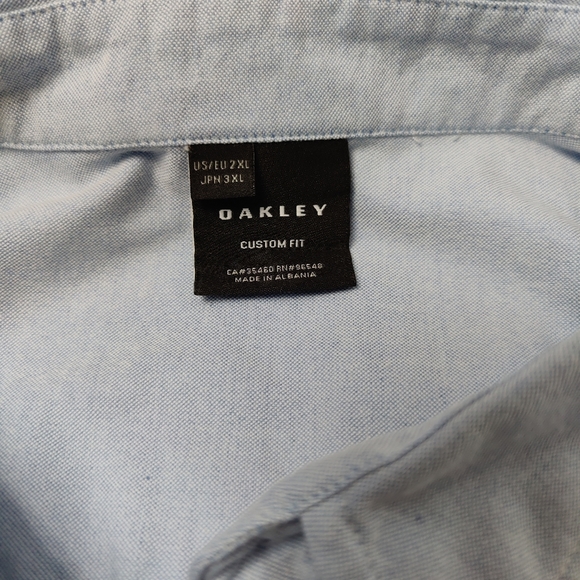 US/EU 2XL
JPN 3XL
OAKLEY
CUSTOM FIT
CA#35460 RN#96548
MADE IN ALBANIA